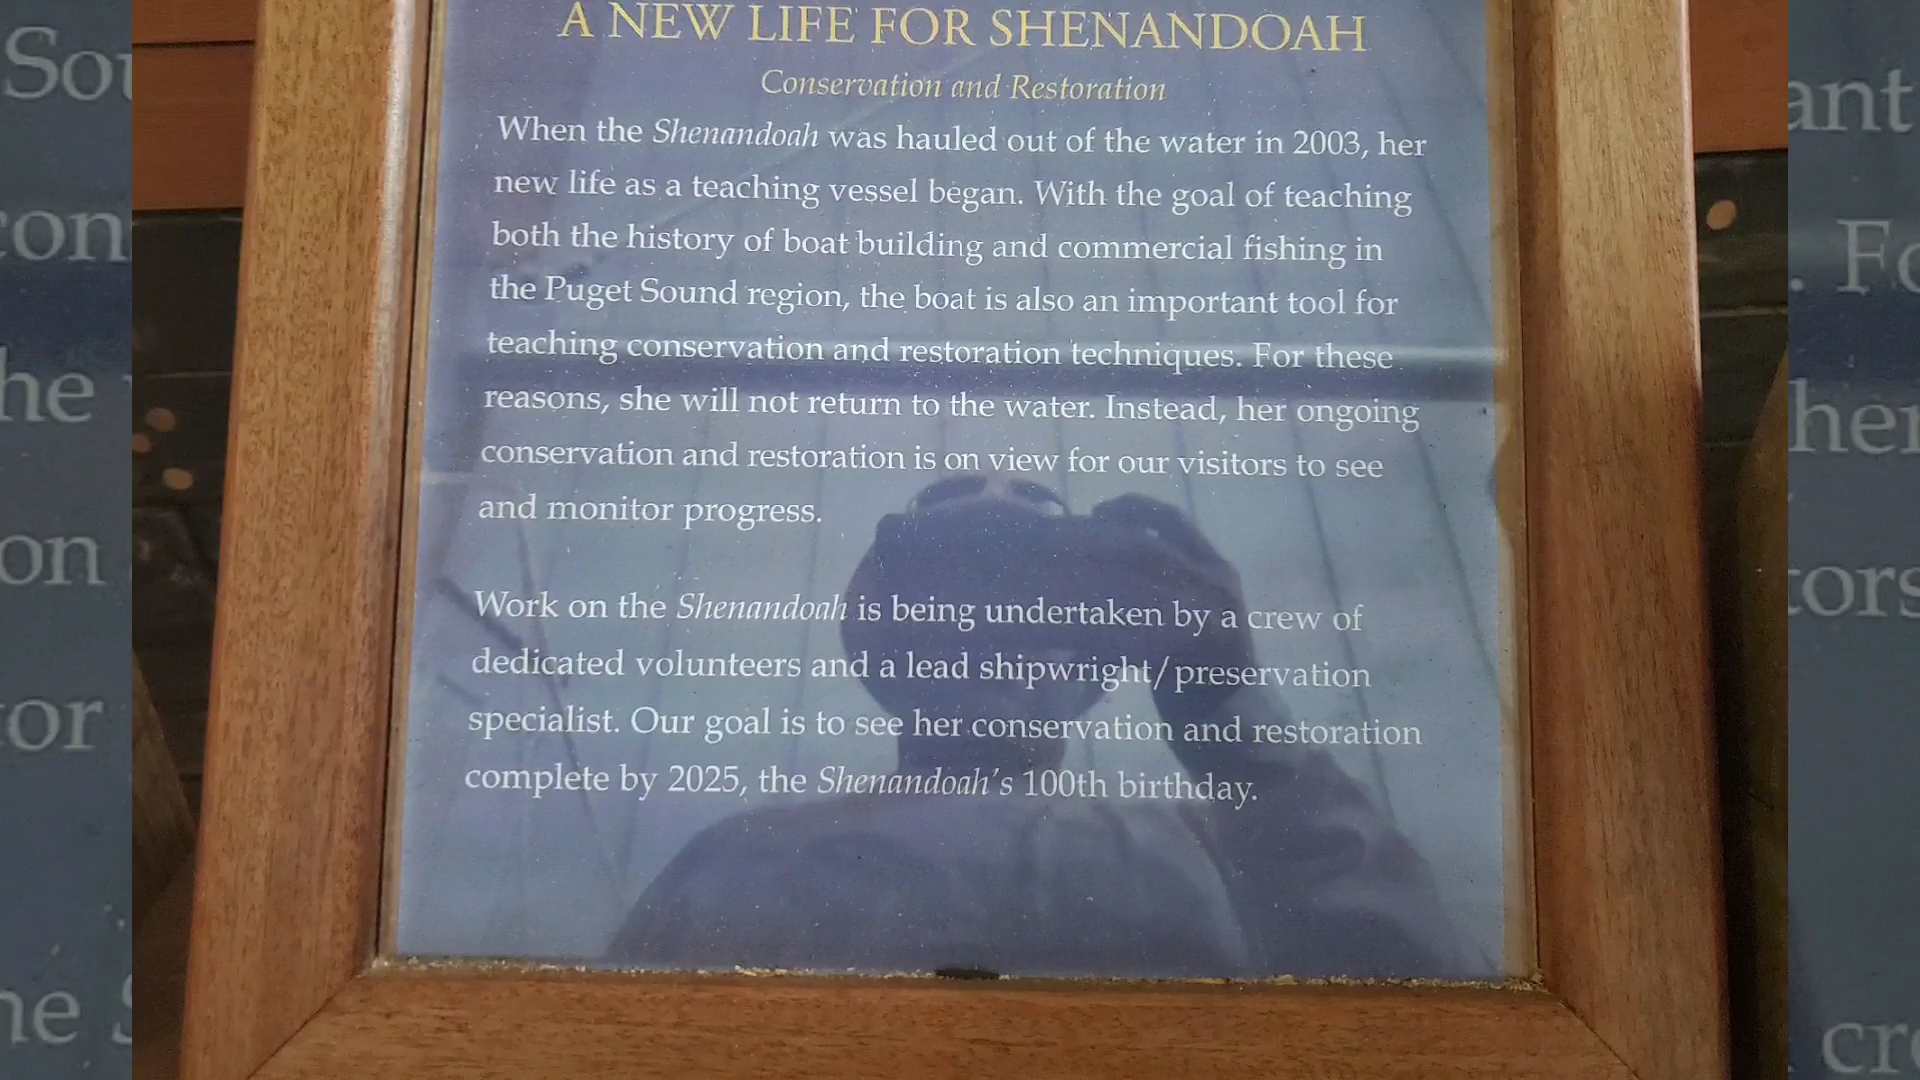 A NEW LIFE FOR SHENANDOAH
Conservation and Restoration
When the Shenandoah was hauled out of the water in 2003, her
new life as a teaching vessel began. With the goal of teaching
both the history of boat building and commercial fishing in
the Puget Sound region, the boat is also an important tool for
teaching conservation and restoration techniques. For these
reasons, she will not return to the water. Instead, her ongoing
conservation and restoration is on view for our visitors to see
and monitor progress.
Work on the Shenandoah is being undertaken by a crew of
dedicated volunteers and a lead shipwright/preservation
specialist. Our goal is to see her conservation and restoration
complete by 2025, the Shenandoah's 100th birthday.